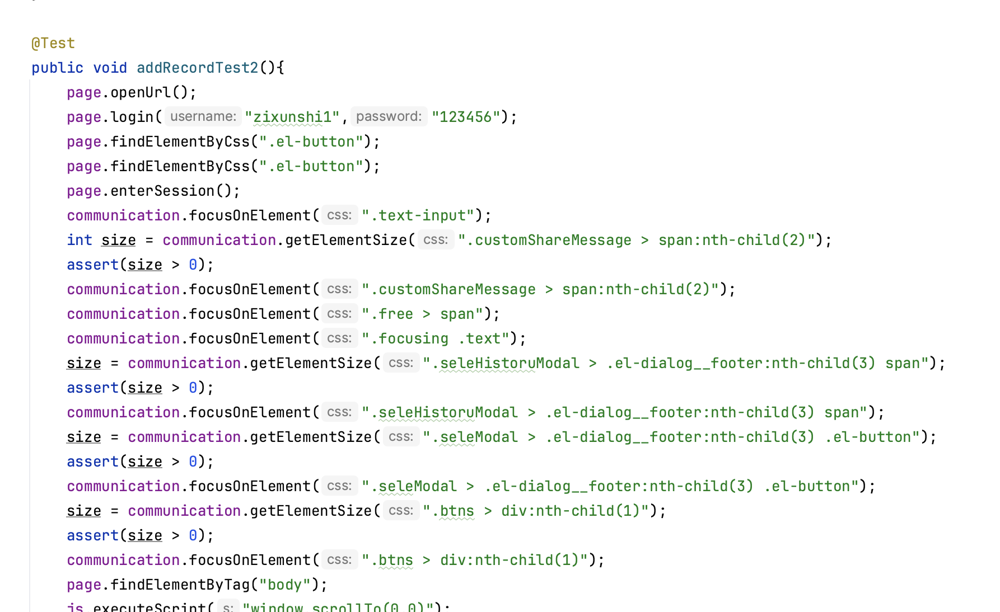 @Test
public void addRecordTest2(){
page.openUrl();
page.login( username: "zixunshi1", password: "123456");
page.findElementByCss(".el-button");
page.findElementByCss(".el-button");
page.enterSession();
communication.focusOnElement( css: ".text-input");
int size = communication.getElementSize( css: ".customShareMessage > span:nth-child(2)");
assert(size > 0);
communication.focusOnElement( css: ".customShareMessage > span:nth-child(2)");
communication.focusOnElement( css: ".free > span");
communication.focusOnElement( css: ".focusing .text");
size = communication.getElementSize( css: ".seleHistoruModal > .el-dialog__footer:nth-child(3) span");
assert(size > 0);
communication.focusOnElement( css: ".seleHistoruModal > .el-dialog__footer:nth-child(3) span");
size = communication.getElementSize( css: ".seleModal > .el-dialog__footer:nth-child(3) .el-button");
assert(size > 0);
communication.focusOnElement( css: ".seleModal > .el-dialog__footer:nth-child(3) .el-button");
size = communication.getElementSize( css: ".btns > div:nth-child(1)");
assert(size > 0);
communication.focusOnElement( css: ".btns > div:nth-child(1)");
page.findElementByTag("body");
js.executeScript( s: "window.scrollTo(0,0)");